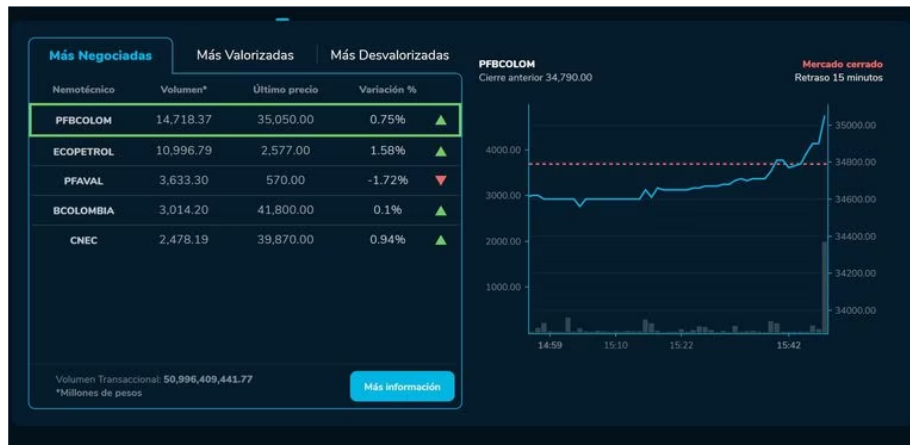 Más Negociadas Más Valorizadas Más Desvalorizadas
Nemotécnico Volumen* Último precio Variación %
PFBCOLOM 14,718.37 35,050.00 0.75%
ECOPETROL 10,996.79 2,577.00 1.58%
PFAVAL 3,633.30 570.00 -1.72%
BCOLOMBIA 3,014.20 41,800.00 0.1%
CNEC 2,478.19 39,870.00 0.94%
Volumen Transaccional: 50,996,409,441.77
*Millones de pesos
Más información
PFBCOLOM
Cierre anterior 34,790.00
Mercado cerrado
Retraso 15 minutos
4000.00
3000.00
2000.00
1000.00
35000.00
34800.00
34600.00
34400.00
34200.00
34000.00
14:59 15:10 15:22 15:42